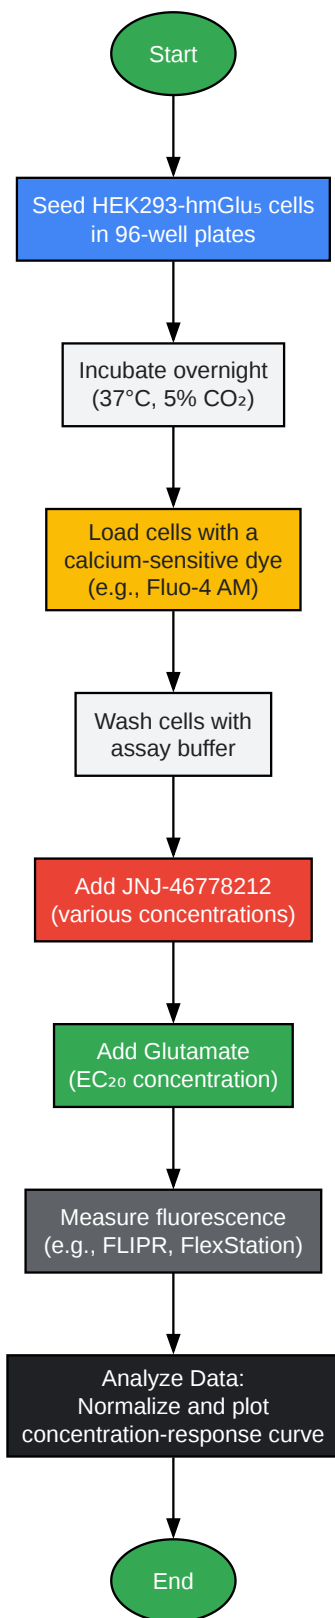 Start
Seed HEK293-hmGlu₅ cells
in 96-well plates
Incubate overnight
(37°C, 5% CO₂)
Load cells with a
calcium-sensitive dye
(e.g., Fluo-4 AM)
Wash cells with
assay buffer
Add JNJ-46778212
(various concentrations)
Add Glutamate
(EC₂₀ concentration)
Measure fluorescence
(e.g., FLIPR, FlexStation)
Analyze Data:
Normalize and plot
concentration-response curve
End